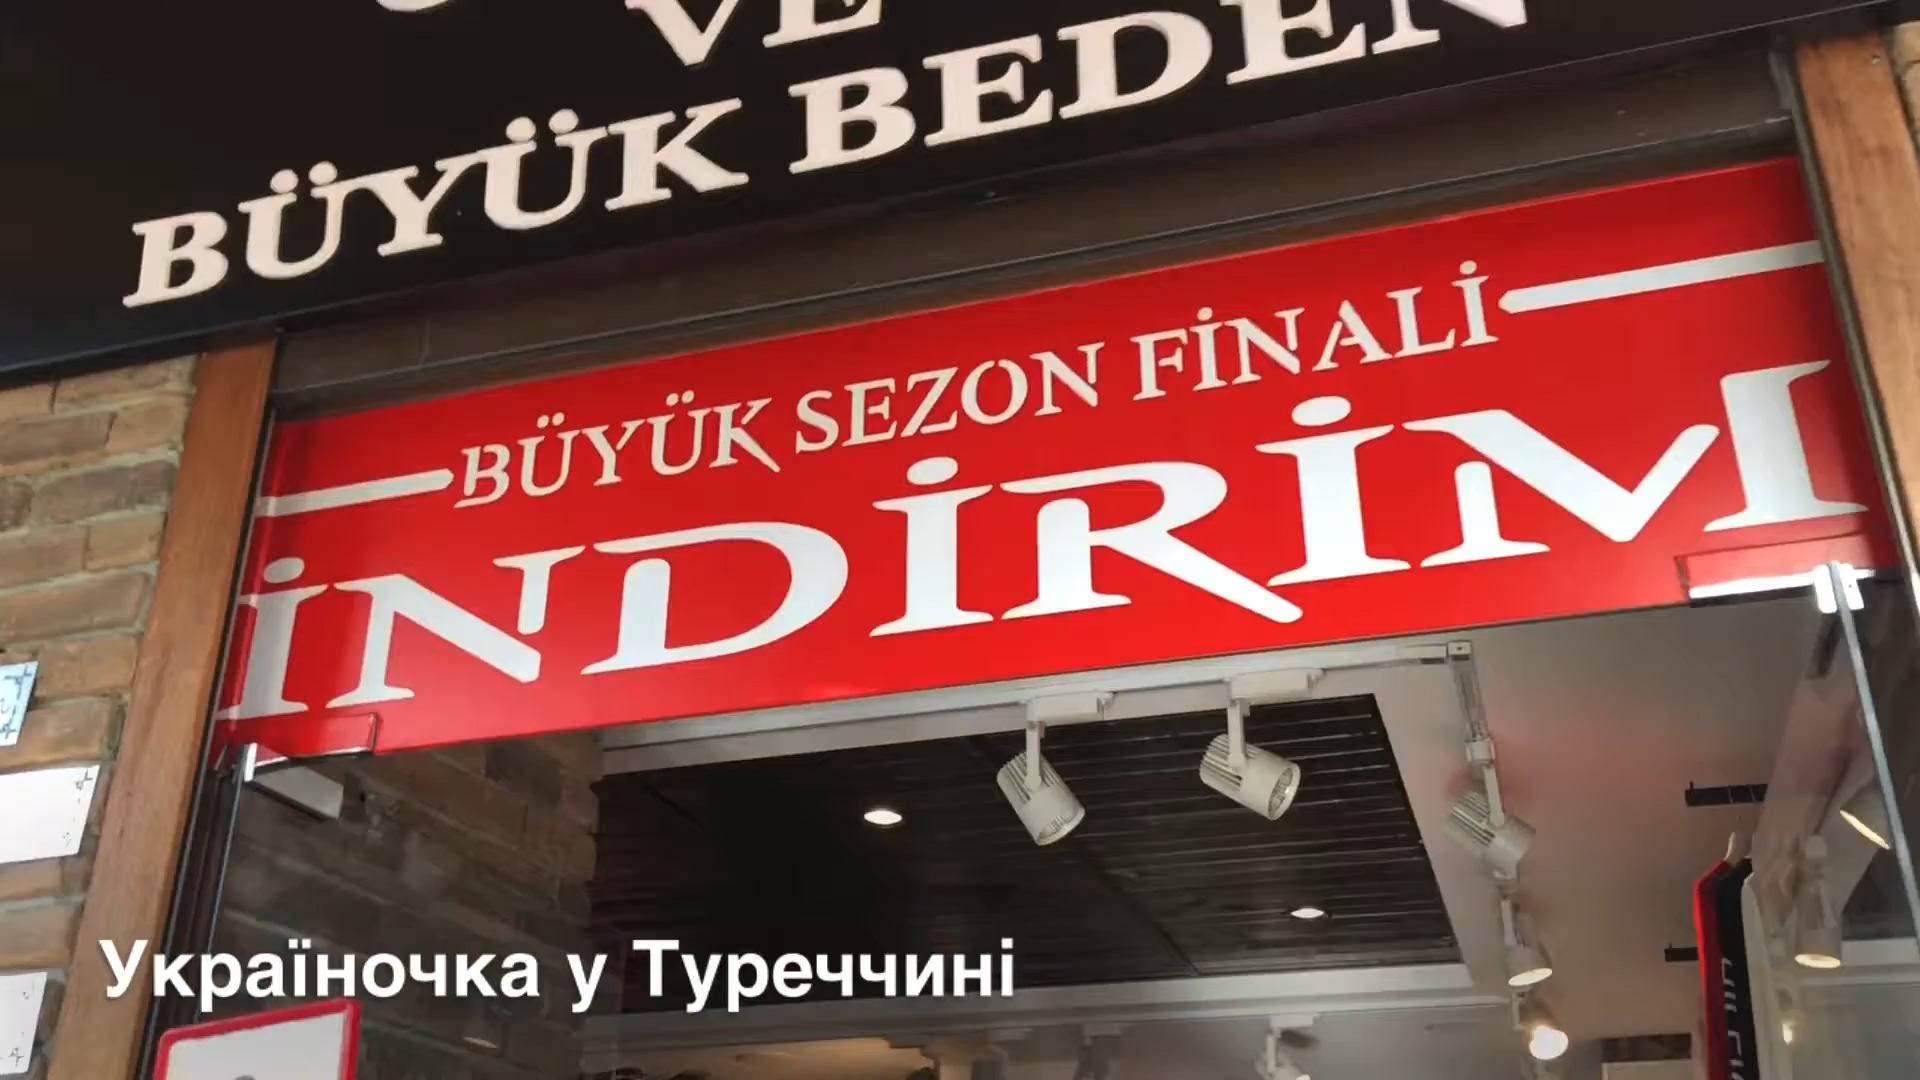 VE
BÜYÜK BEDEN
BÜYÜK SEZON FİNALİ
İNDİRİM
Україночка у Туреччині